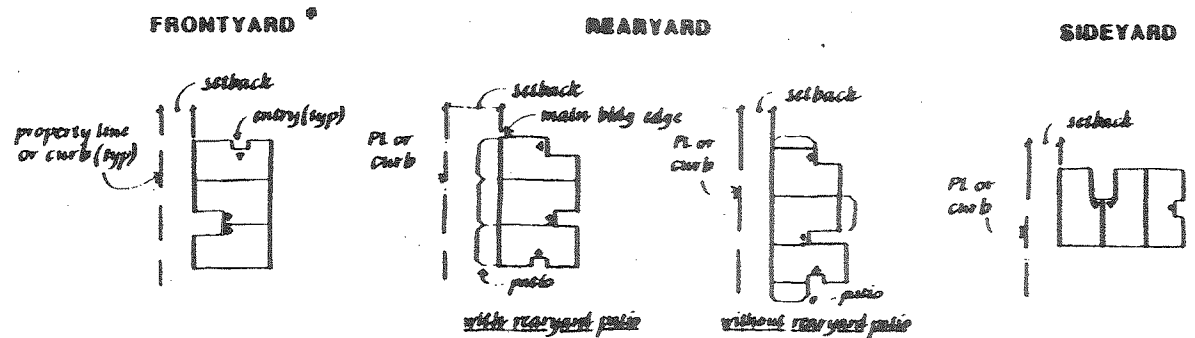 FRONTYARD
setback
entry (typ)
property line
or curb (typ)
REARYARD
setback
main bldg edge
PL or
curb
patio
with rearyard patio
setback
PL or
curb
patio
without rearyard patio
SIDEYARD
setback
PL or
curb